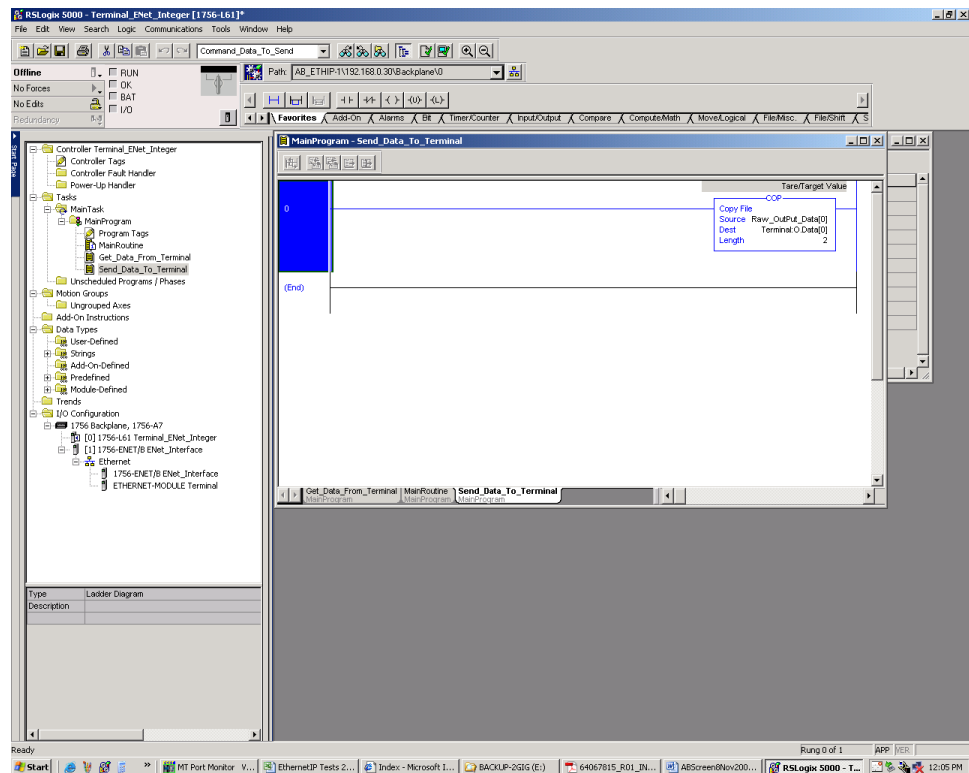 RSLogix 5000 - Terminal_ENet_Integer [1756-L61]*
File Edit View Search Logic Communications Tools Window Help
Command_Data_To_Send
Offline
RUN
No Forces
OK
BAT
No Edits
I/O
Redundancy
Path: AB_ETHIP-1\192.168.0.30\Backplane\0
Favorites Add-On Alarms Bit Timer/Counter Input/Output Compare Compute/Math Move/Logical File/Misc. File/Shift S
Start Page
Controller Terminal_ENet_Integer
Controller Tags
Controller Fault Handler
Power-Up Handler
Tasks
MainTask
MainProgram
Program Tags
MainRoutine
Get_Data_From_Terminal
Send_Data_To_Terminal
Unscheduled Programs / Phases
Motion Groups
Ungrouped Axes
Add-On Instructions
Data Types
User-Defined
Strings
Add-On-Defined
Predefined
Module-Defined
Trends
I/O Configuration
1756 Backplane, 1756-A7
[0] 1756-L61 Terminal_ENet_Integer
[1] 1756-ENET/B ENet_Interface
Ethernet
1756-ENET/B ENet_Interface
ETHERNET-MODULE Terminal
Type Ladder Diagram
Description
MainProgram - Send_Data_To_Terminal
0
Tare/Target Value
COP
Copy File
Source Raw_OutPut_Data[0]
Dest Terminal:O.Data[0]
Length 2
(End)
Get_Data_From_Terminal MainRoutine Send_Data_To_Terminal
MainProgram MainProgram MainProgram
Ready
Rung 0 of 1 APP VER
Start » MT Port Monitor V... EthernetIP Tests 2... Index - Microsoft I... BACKUP-2GIG (E:) 64067815_R01_IN... ABScreen8Nov200... RSLogix 5000 - T... 12:05 PM